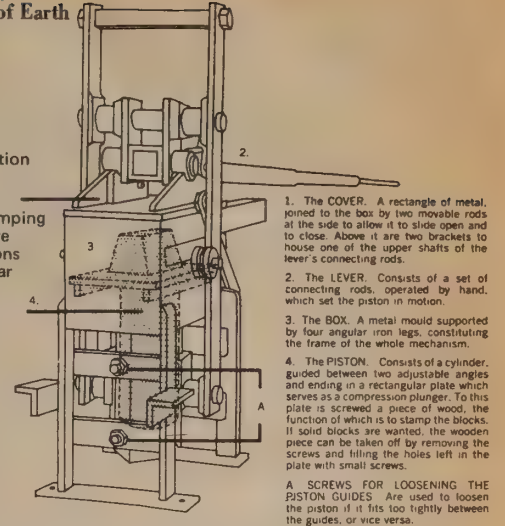 of Earth
tion
mping
re
ons
ar
2.
3
4.
A
1. The COVER. A rectangle of metal,
joined to the box by two movable rods
at the side to allow it to slide open and
to close. Above it are two brackets to
house one of the upper shafts of the
lever's connecting rods.
2. The LEVER. Consists of a set of
connecting rods, operated by hand,
which set the piston in motion.
3. The BOX. A metal mould supported
by four angular iron legs, constituting
the frame of the whole mechanism.
4. The PISTON. Consists of a cylinder,
guided between two adjustable angles
and ending in a rectangular plate which
serves as a compression plunger. To this
plate is screwed a piece of wood, the
function of which is to stamp the blocks.
If solid blocks are wanted, the wooden
piece can be taken off by removing the
screws and filling the holes left in the
plate with small screws.
A SCREWS FOR LOOSENING THE
PISTON GUIDES Are used to loosen
the piston if it fits too tightly between
the guides, or vice versa.